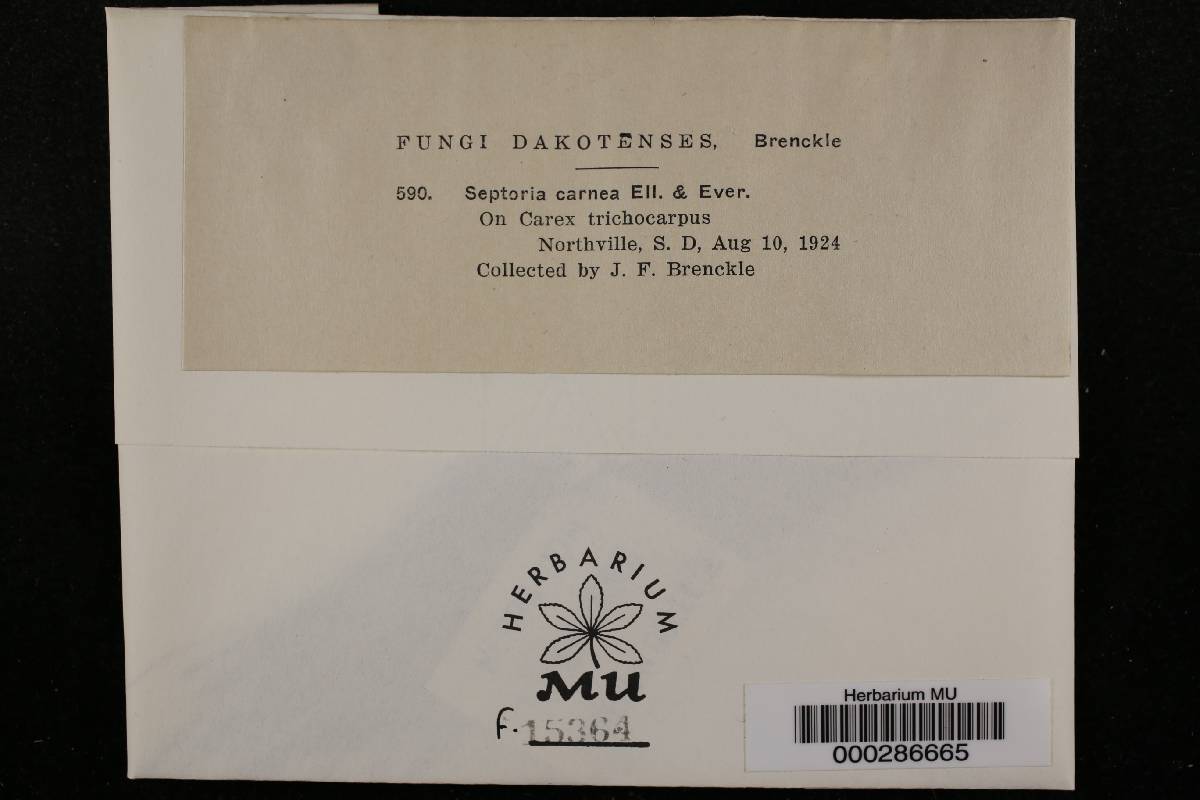 FUNGI DAKOTENSES, Brenckle
590. Septoria carnea Ell. & Ever.
On Carex trichocarpus
Northville, S. D, Aug 10, 1924
Collected by J. F. Brenckle
HERBARIUM
MU
F. 15364
Herbarium MU
000286665